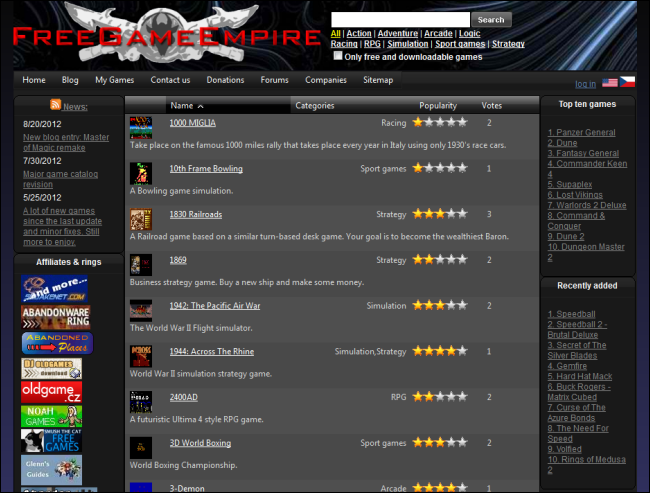 FREEGAMEEMPIRE
Search
All | Action | Adventure | Arcade | Logic
Racing | RPG | Simulation | Sport games | Strategy
Only free and downloadable games
Home Blog My Games Contact us Donations Forums Companies Sitemap
log in
News:
8/20/2012
New blog entry: Master
of Magic remake
7/30/2012
Major game catalog
revision
5/25/2012
A lot of new games
since the last update
and minor fixes. Still
more to enjoy.
Affiliates & rings
and more...
ABANDONWARE
RING
ABANDONED
Places
OLDGAMES
download
oldgame
.cz
NOAH
GAMES
SMUSH THE CAT
FREE
GAMES
Glenn's
Guides
Name Categories Popularity Votes
1000 MIGLIA Racing 2
Take place on the famous 1000 miles rally that takes place every year in Italy using only 1930's race cars.
10th Frame Bowling Sport games 1
A Bowling game simulation.
1830 Railroads Strategy 3
A Railroad game based on a similar turn-based desk game. Your goal is to become the wealthiest Baron.
1869 Strategy 2
Business strategy game. Buy a new ship and make some money.
1942: The Pacific Air War Simulation 2
The World War II Flight simulator.
1944: Across The Rhine Simulation,Strategy 1
World War II simulation strategy game.
2400AD RPG 2
A futuristic Ultima 4 style RPG game.
3D World Boxing Sport games 2
World Boxing Championship.
3-Demon Arcade 1
Top ten games
1. Panzer General
2. Dune
3. Fantasy General
4. Commander Keen
4
5. Supaplex
6. Lost Vikings
7. Warlords 2 Deluxe
8. Command &
Conquer
9. Dune 2
10. Dungeon Master
2
Recently added
1. Speedball
2. Speedball 2 -
Brutal Deluxe
3. Secret of The
Silver Blades
4. Gemfire
5. Hard Hat Mack
6. Buck Rogers -
Matrix Cubed
7. Curse of The
Azure Bonds
8. The Need For
Speed
9. Volfied
10. Rings of Medusa
2